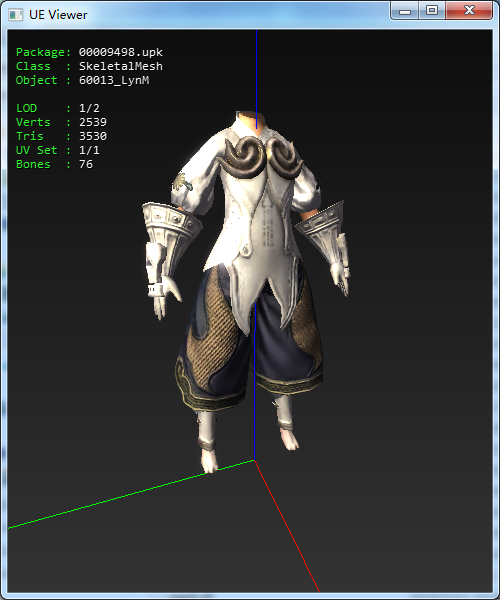 UE Viewer
Package: 00009498.upk
Class  : SkeletalMesh
Object : 60013_LynM
LOD    : 1/2
Verts  : 2539
Tris   : 3530
UV Set : 1/1
Bones  : 76